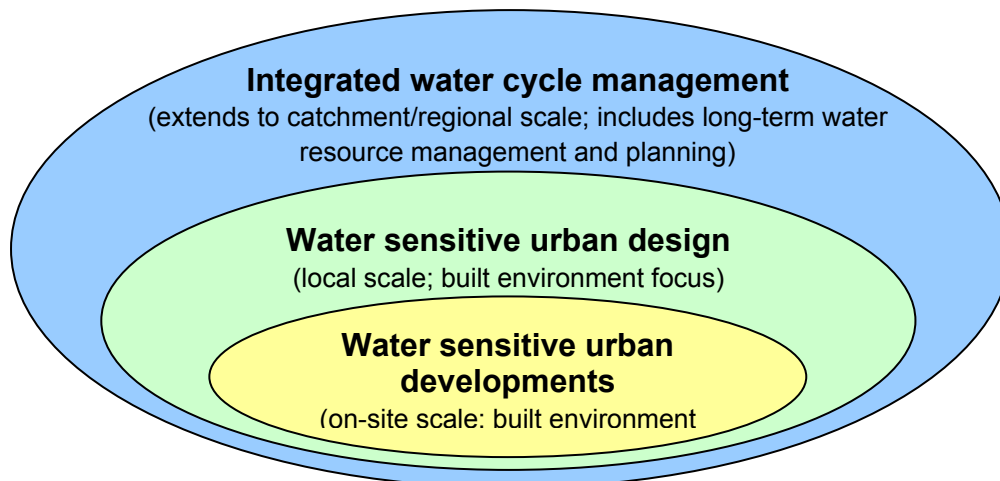 Integrated water cycle management
(extends to catchment/regional scale; includes long-term water
resource management and planning)
Water sensitive urban design
(local scale; built environment focus)
Water sensitive urban
developments
(on-site scale: built environment